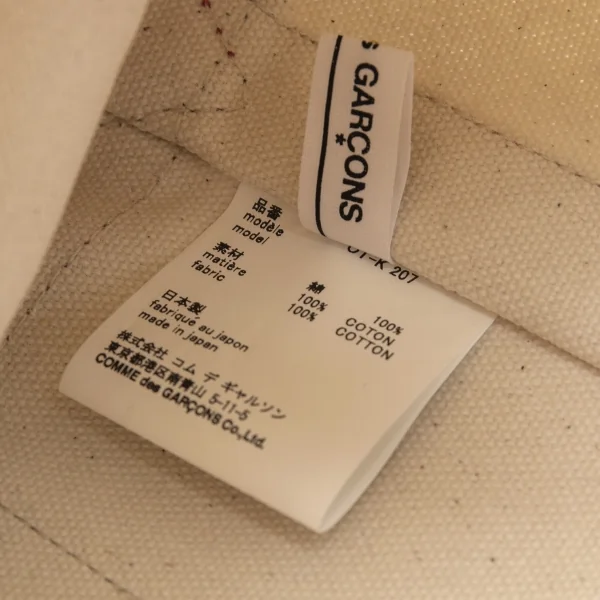 GARÇONS
品番
modèle
model
OT-K 207
素材
matière
fabric
綿 100%
100% COTON
100% COTTON
日本製
fabriqué au japon
made in japan
株式会社 コム デ ギャルソン
東京都港区南青山 5-11-5
COMME des GARÇONS Co.,Ltd.